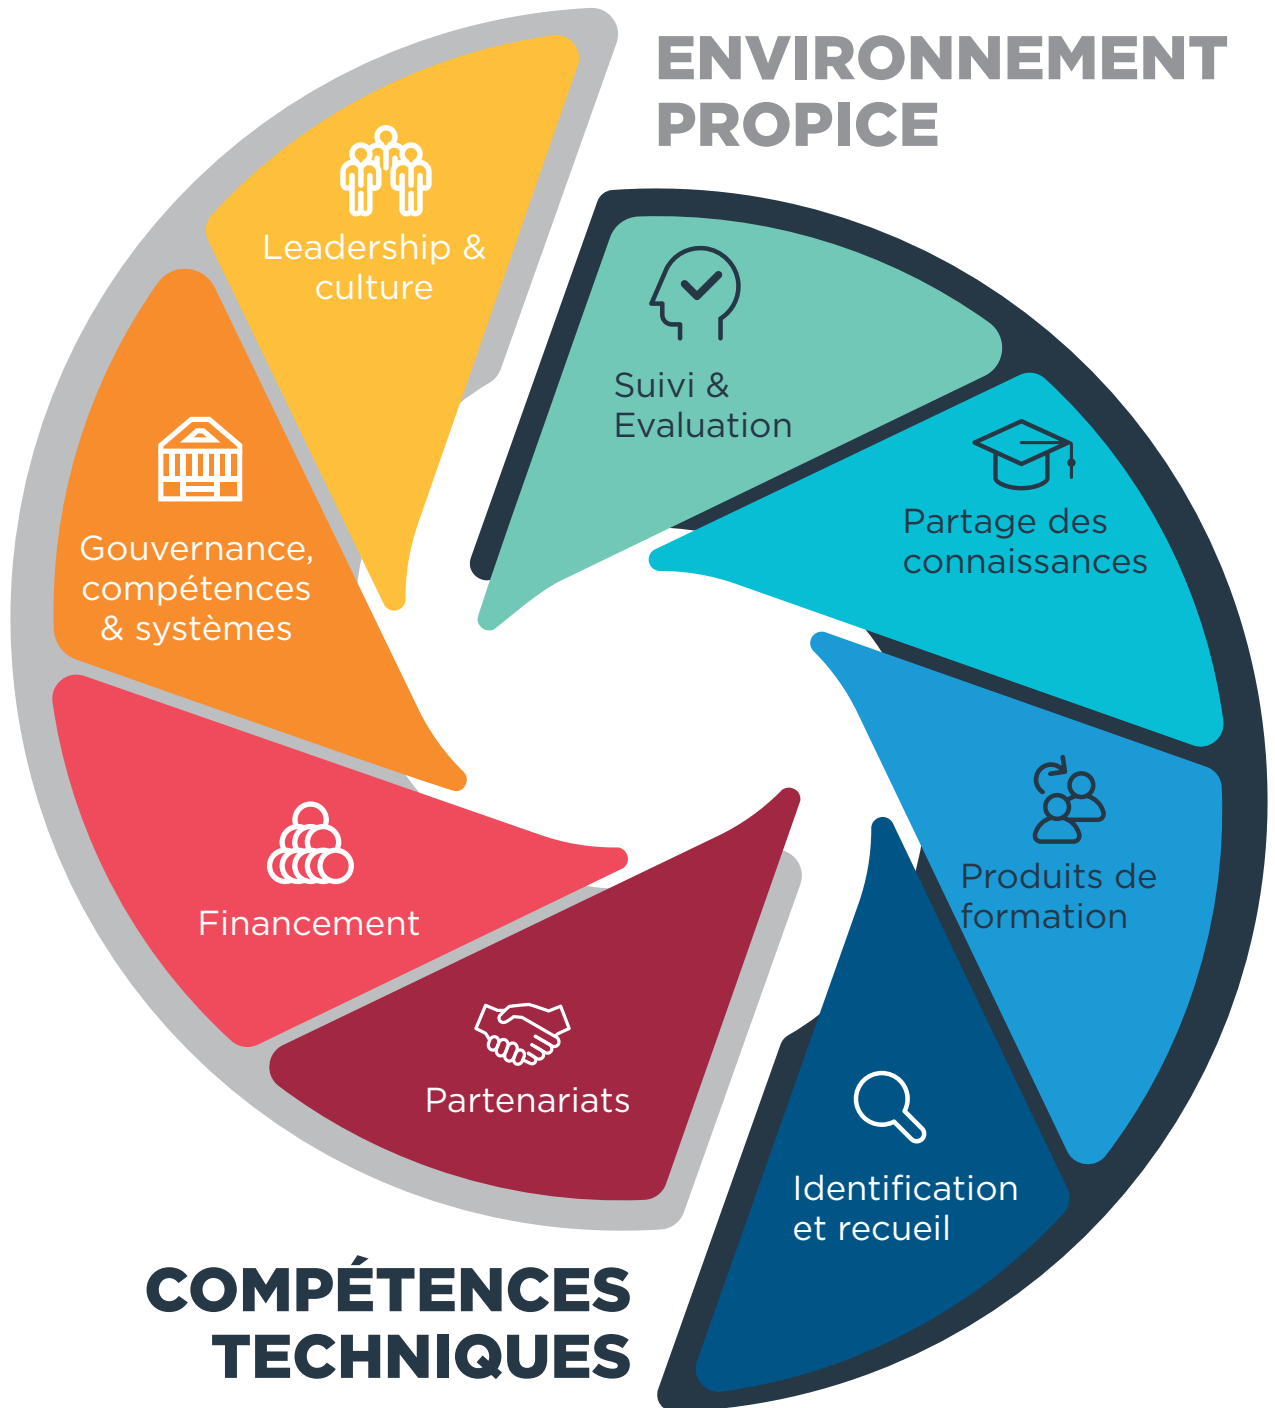 ENVIRONNEMENT
PROPICE
Leadership &
culture
Suivi &
Evaluation
Gouvernance,
compétences
& systèmes
Partage des
connaissances
Financement
Produits de
formation
Partenariats
Identification
et recueil
COMPÉTENCES
TECHNIQUES